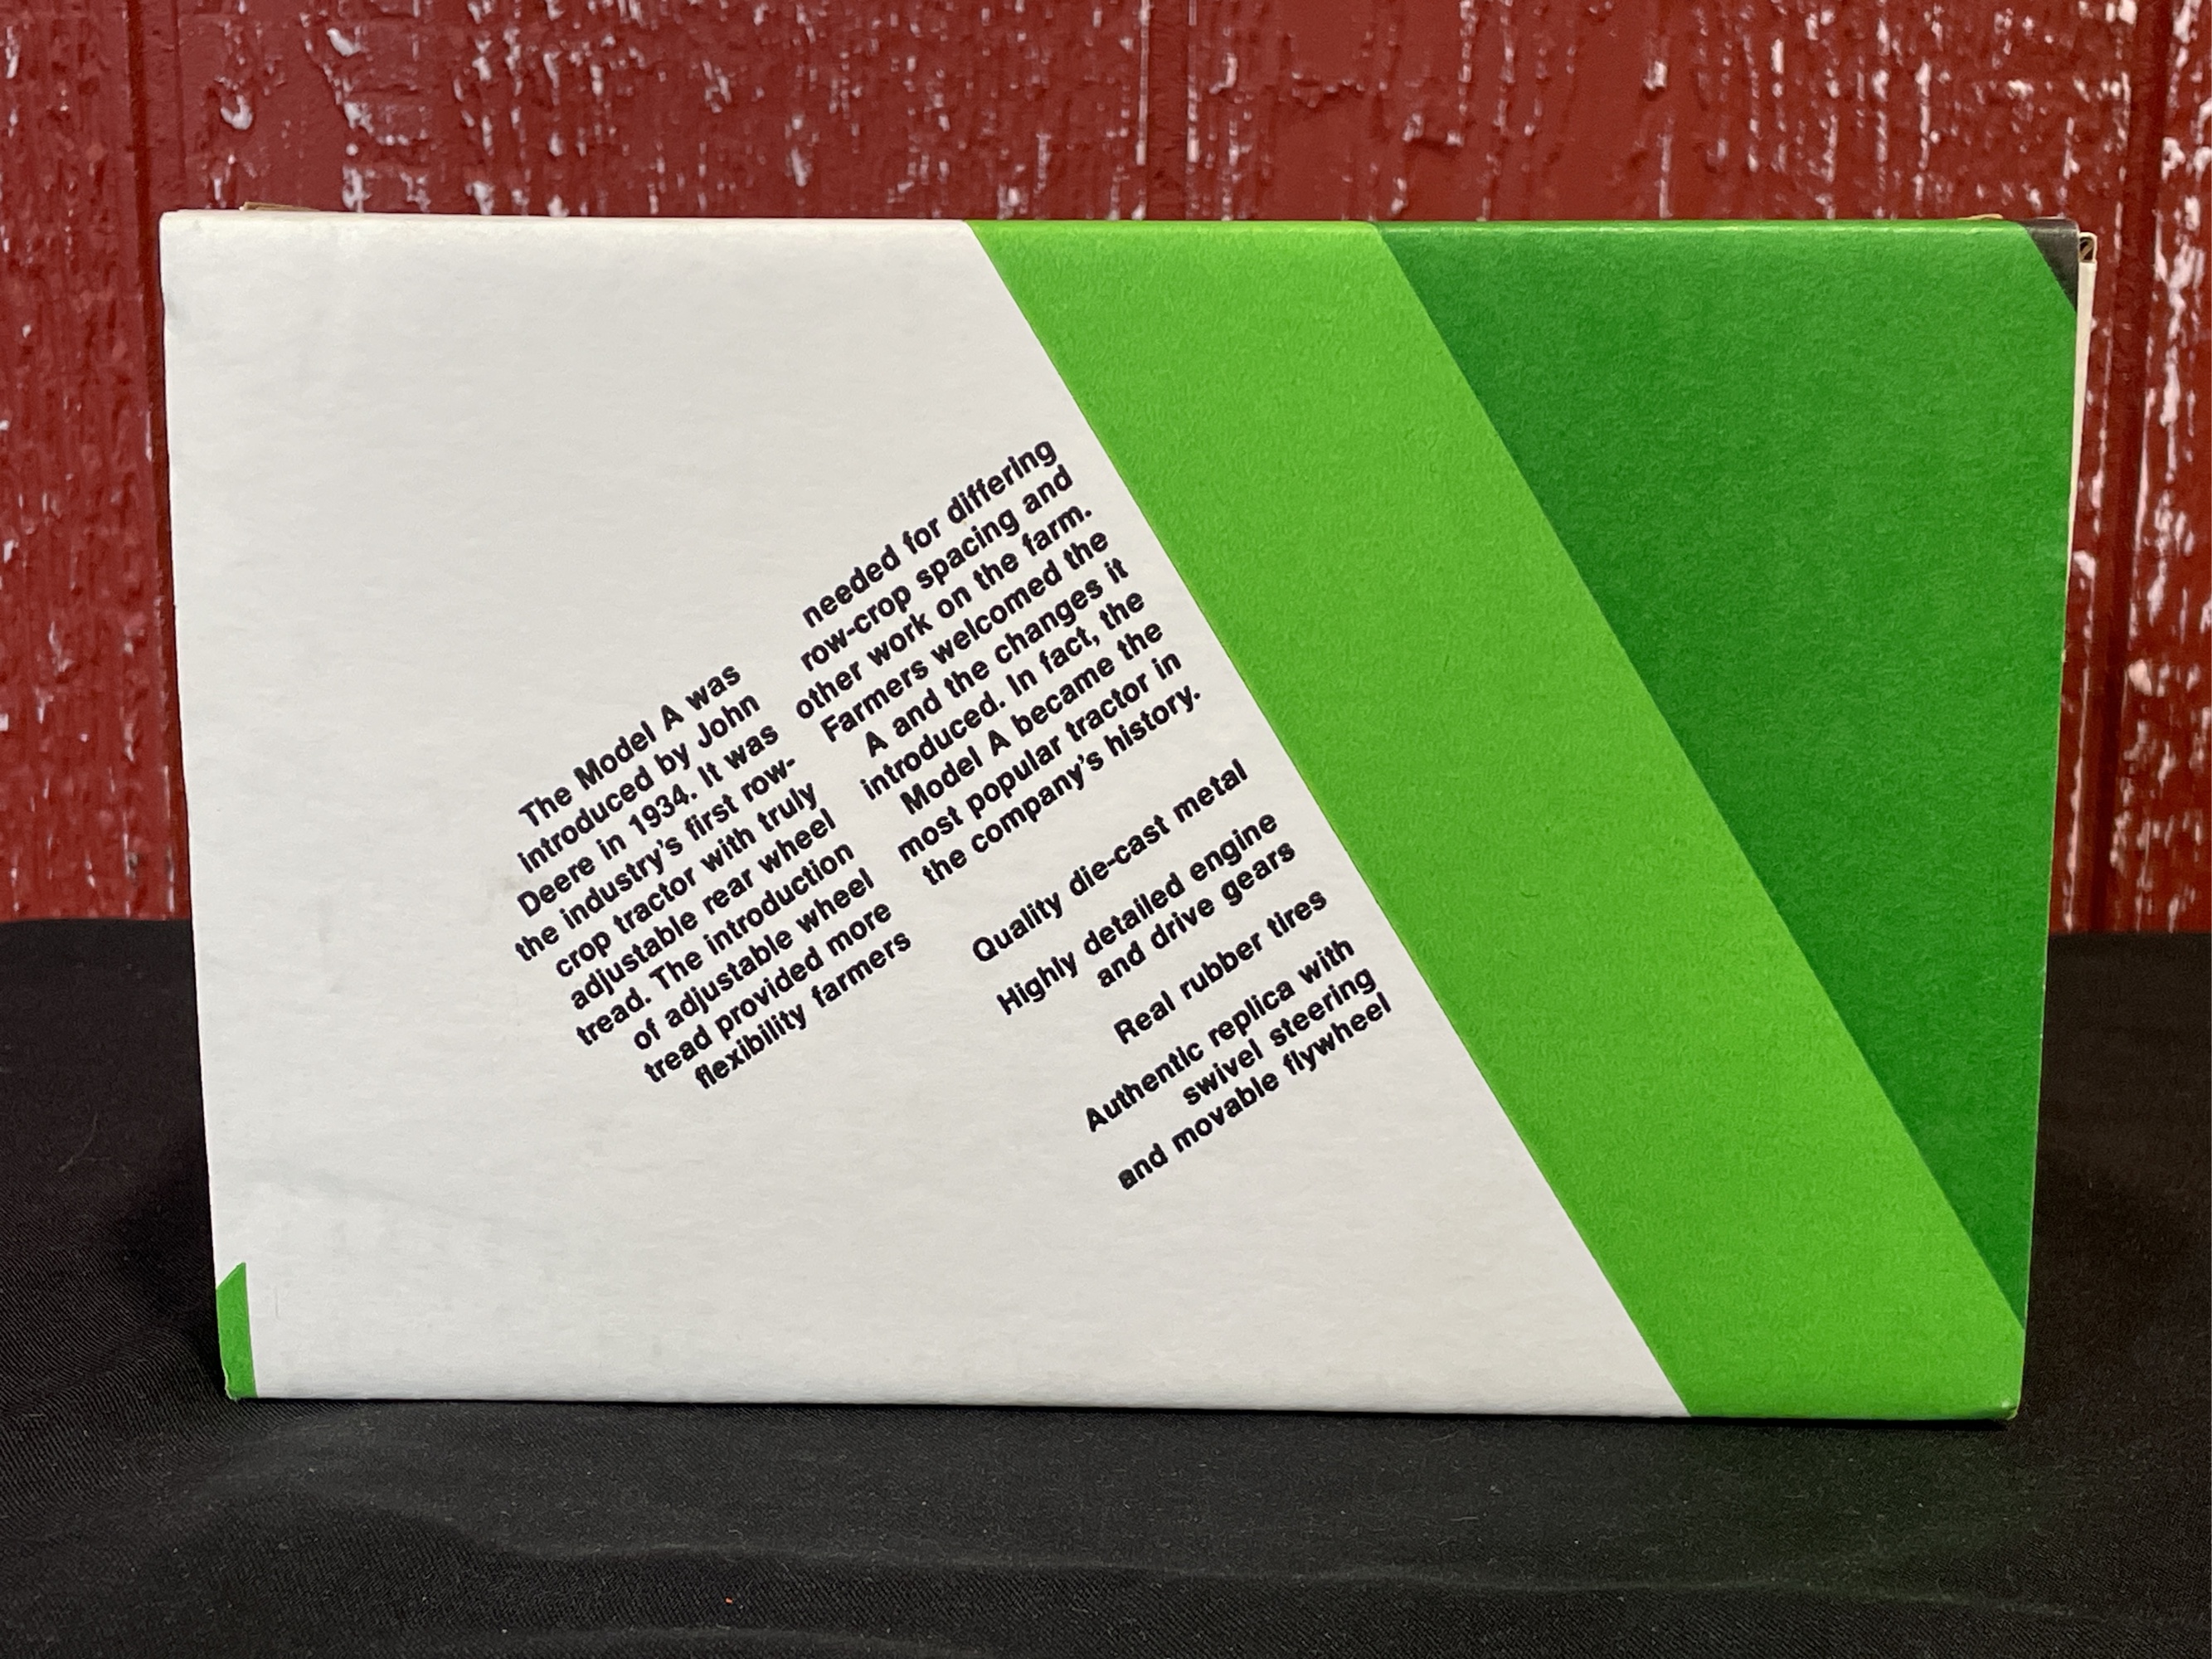 The Model A was
introduced by John
Deere in 1934. It was
the industry's first row-
crop tractor with truly
adjustable rear wheel
tread. The introduction
of adjustable wheel
tread provided more
flexibility farmers
needed for differing
row-crop spacing and
other work on the farm.
Farmers welcomed the
A and the changes it
introduced. In fact, the
Model A became the
most popular tractor in
the company's history.
Quality die-cast metal
Highly detailed engine
and drive gears
Real rubber tires
Authentic replica with
swivel steering
and movable flywheel